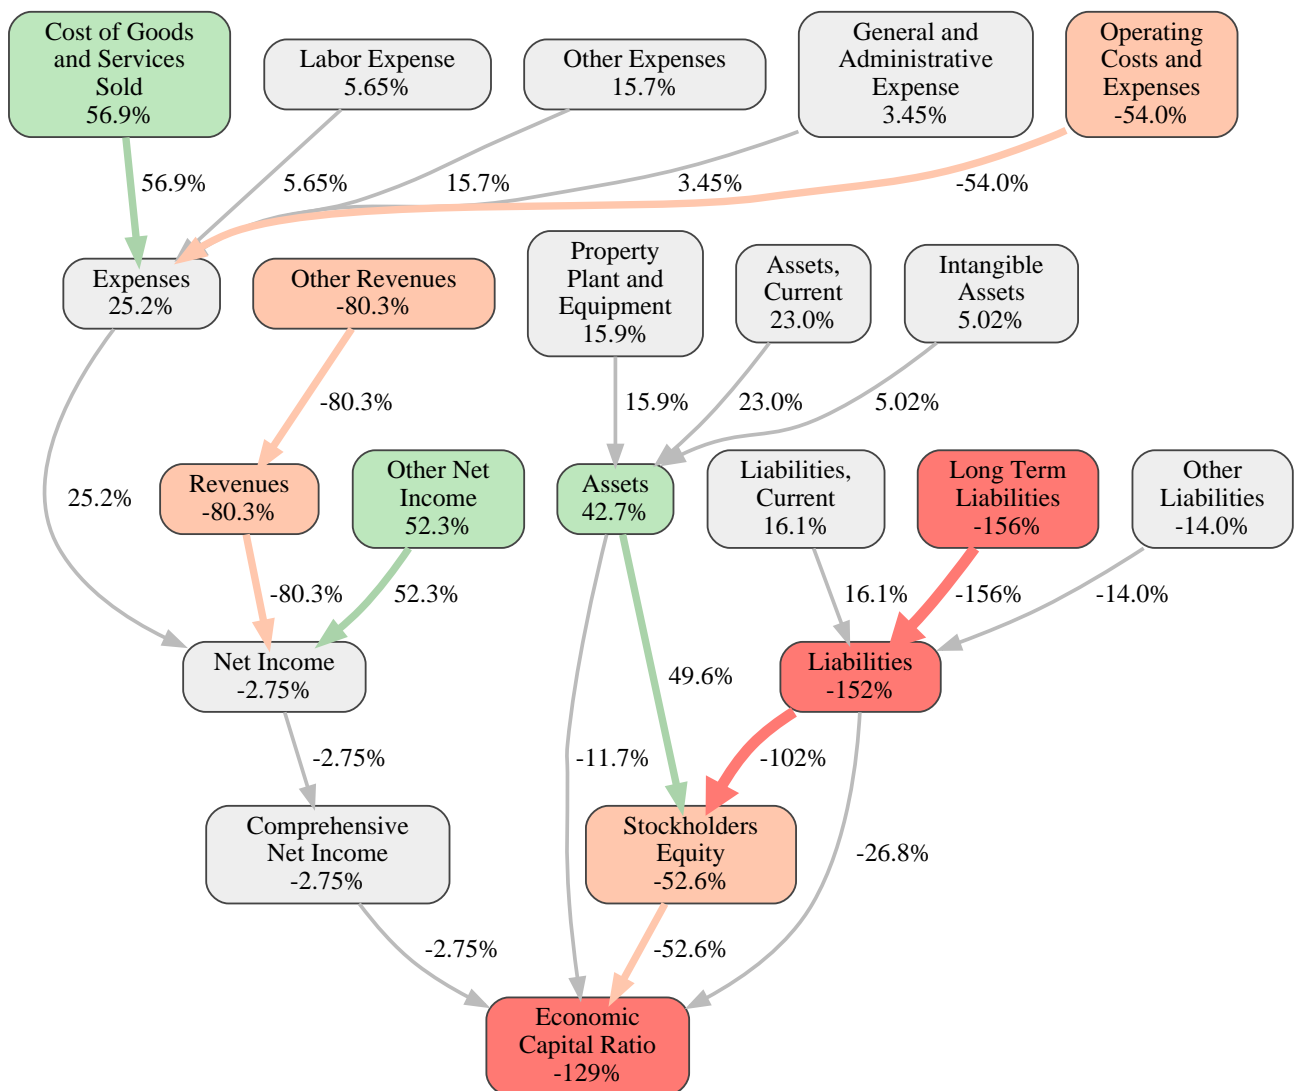 Cost of Goods
and Services
Sold
56.9%
Labor Expense
5.65%
Other Expenses
15.7%
General and
Administrative
Expense
3.45%
Operating
Costs and
Expenses
-54.0%
56.9%
5.65%
15.7%
3.45%
-54.0%
Expenses
25.2%
Other Revenues
-80.3%
Property
Plant and
Equipment
15.9%
Assets,
Current
23.0%
Intangible
Assets
5.02%
-80.3%
15.9%
23.0%
5.02%
25.2%
Revenues
-80.3%
Other Net
Income
52.3%
Assets
42.7%
Liabilities,
Current
16.1%
Long Term
Liabilities
-156%
Other
Liabilities
-14.0%
-80.3%
52.3%
16.1%
-156%
-14.0%
Net Income
-2.75%
49.6%
Liabilities
-152%
-2.75%
-11.7%
-102%
-26.8%
Comprehensive
Net Income
-2.75%
Stockholders
Equity
-52.6%
-2.75%
-52.6%
Economic
Capital Ratio
-129%